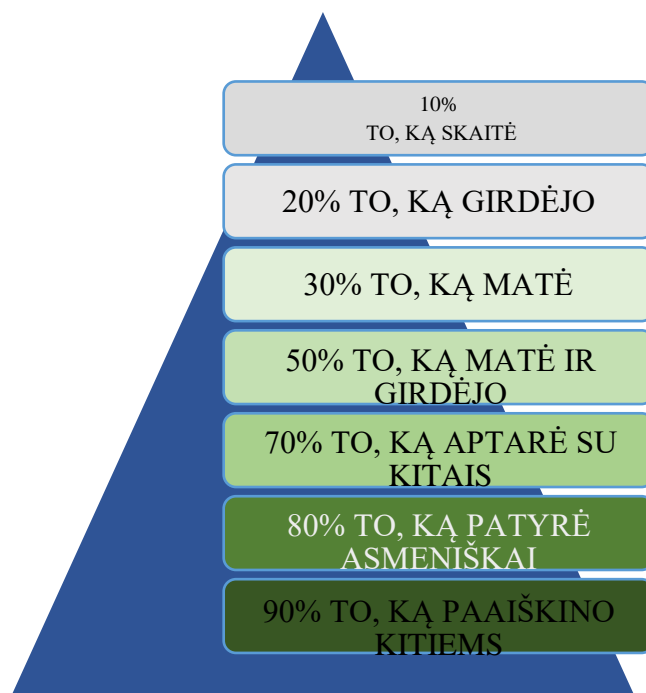 10%
TO, KĄ SKAITĖ
20% TO, KĄ GIRDĖJO
30% TO, KĄ MATĖ
50% TO, KĄ MATĖ IR
GIRDĖJO
70% TO, KĄ APTARĖ SU
KITAIS
80% TO, KĄ PATYRĖ
ASMENIŠKAI
90% TO, KĄ PAAIŠKINO
KITIEMS